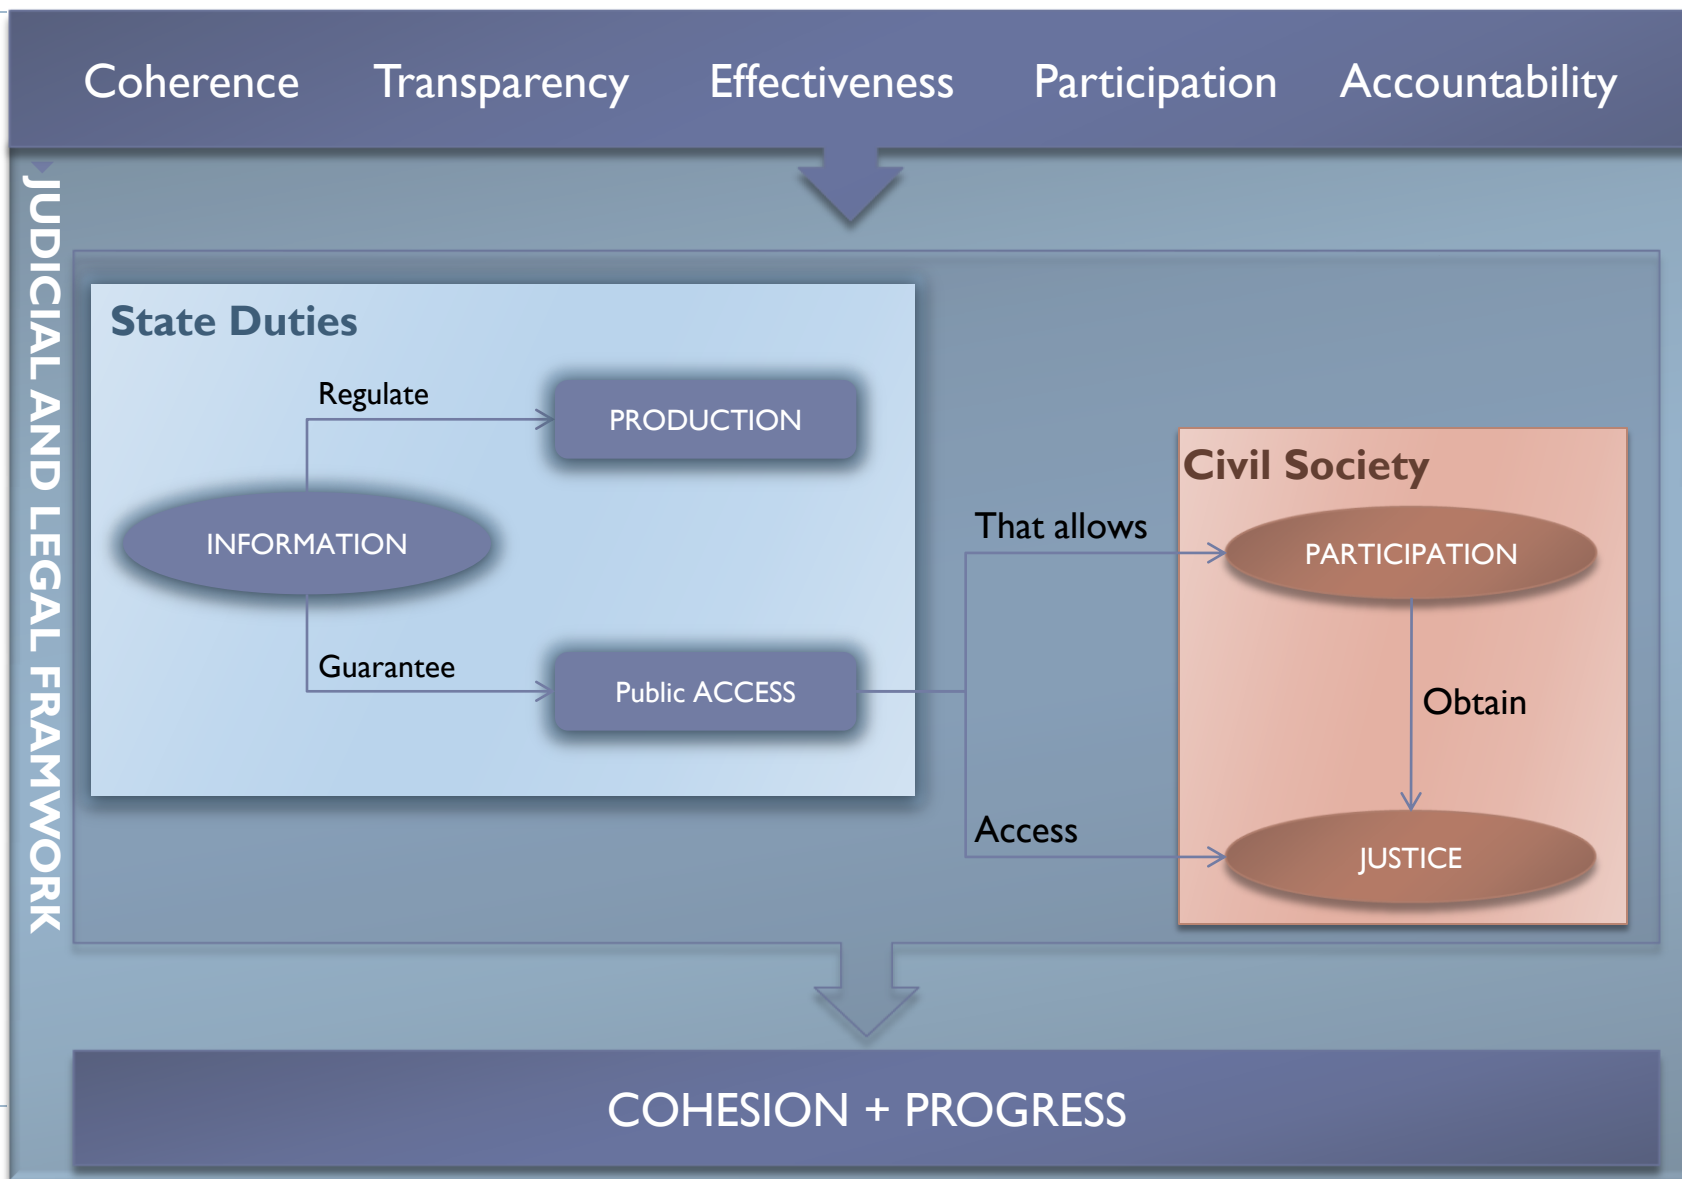 Coherence Transparency Effectiveness Participation Accountability
JUDICIAL AND LEGAL FRAMWORK
State Duties
Regulate
PRODUCTION
INFORMATION
Guarantee
Public ACCESS
Civil Society
That allows
PARTICIPATION
Obtain
Access
JUSTICE
COHESION + PROGRESS